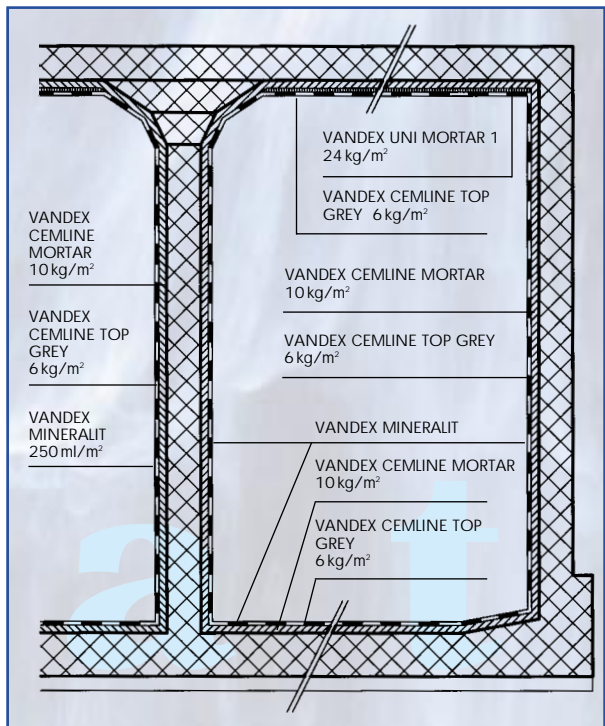 VANDEX UNI MORTAR 1
24 kg/m²
VANDEX CEMLINE TOP
GREY 6 kg/m²
VANDEX
CEMLINE
MORTAR
10 kg/m²
VANDEX CEMLINE MORTAR
10 kg/m²
VANDEX
CEMLINE TOP
GREY
6 kg/m²
VANDEX CEMLINE TOP GREY
6 kg/m²
VANDEX
MINERALIT
250 ml/m²
VANDEX MINERALIT
VANDEX CEMLINE MORTAR
10 kg/m²
VANDEX CEMLINE TOP
GREY
6 kg/m²
a t